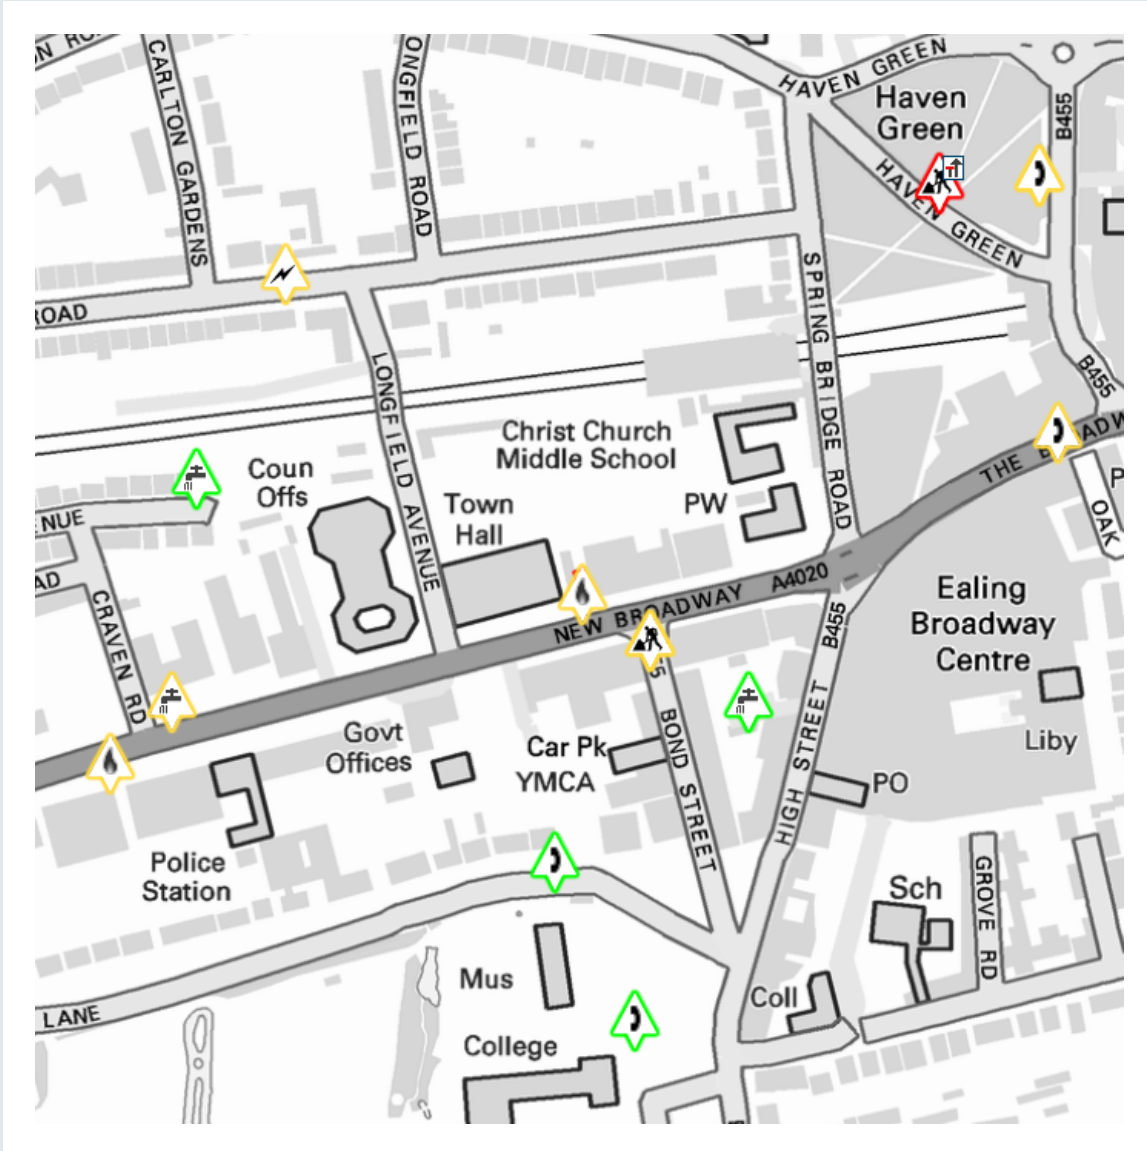 CARLTON GARDENS
ONGFIELD ROAD
HAVEN GREEN
B455
Haven
Green
HAVEN GREEN
ROAD
SPRING BRIDGE ROAD
LONGFIELD AVENUE
B455
Christ Church
Middle School
THE
Coun
Offs
Town
Hall
PW
P
OAK
ENUE
AD
A4020
NEW BROADWAY
Ealing
Broadway
Centre
CRAVEN RD
B455
Govt
Offices
Car Pk
YMCA
BOND STREET
HIGH STREET
Liby
PO
Police
Station
Sch
GROVE RD
Mus
Coll
LANE
College